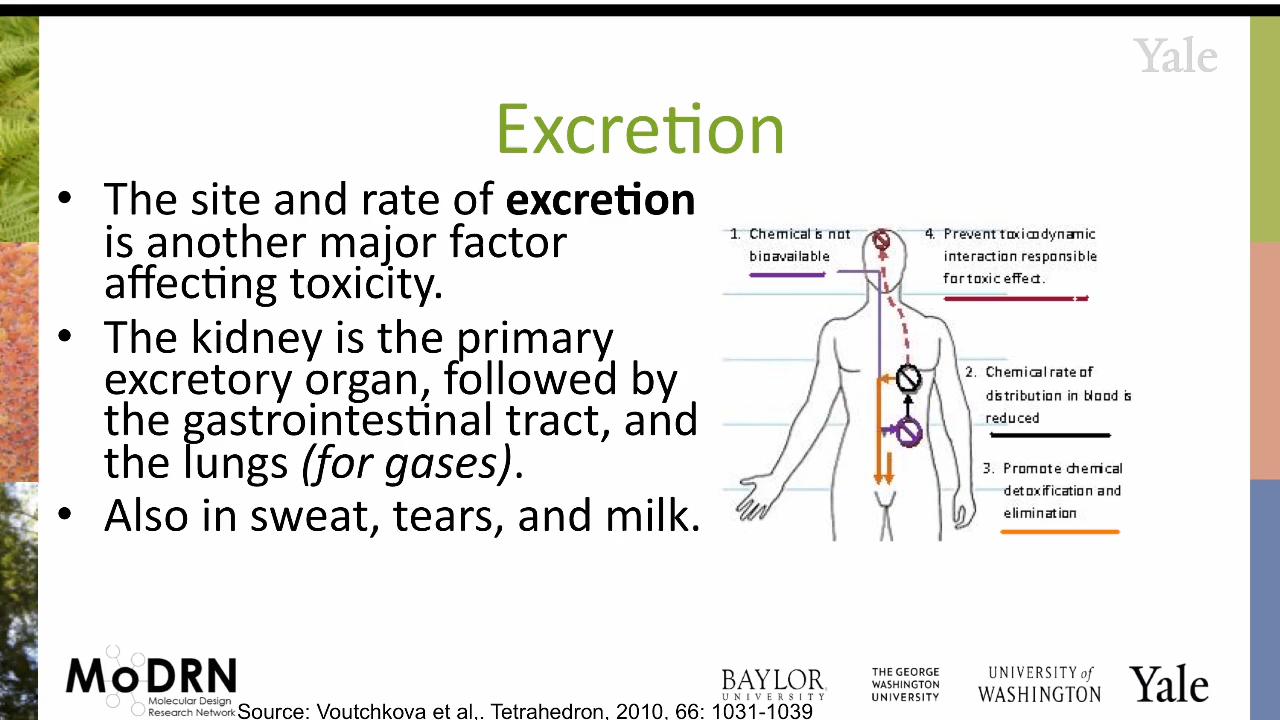 Yale
Excretion
• The site and rate of excretion
is another major factor
affecting toxicity.
• The kidney is the primary
excretory organ, followed by
the gastrointestinal tract, and
the lungs (for gases).
• Also in sweat, tears, and milk.
1. Chemical is not
bioavailable
4. Prevent toxicodynamic
interaction responsible
for toxic effect.
2. Chemical rate of
distribution in blood is
reduced
3. Promote chemical
detoxification and
elimination
MoDRN
Molecular Design
Research Network
BAYLOR
UNIVERSITY
THE GEORGE
WASHINGTON
UNIVERSITY
UNIVERSITY of
WASHINGTON
Yale
Source: Voutchkova et al,. Tetrahedron, 2010, 66: 1031-1039